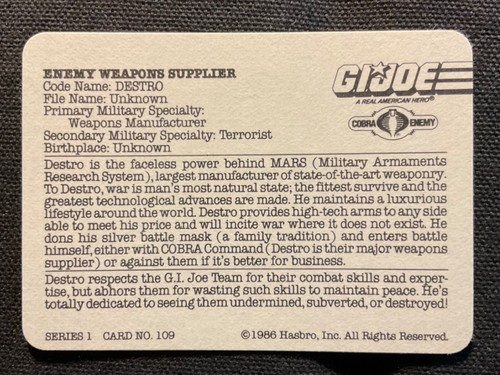 ENEMY WEAPONS SUPPLIER
Code Name: DESTRO
File Name: Unknown
Primary Military Specialty:
Weapons Manufacturer
Secondary Military Specialty: Terrorist
Birthplace: Unknown
G.I. JOE
A REAL AMERICAN HERO®
COBRA ENEMY
Destro is the faceless power behind MARS (Military Armaments
Research System), largest manufacturer of state-of-the-art weaponry.
To Destro, war is man's most natural state; the fittest survive and the
greatest technological advances are made. He maintains a luxurious
lifestyle around the world. Destro provides high-tech arms to any side
able to meet his price and will incite war where it does not exist. He
dons his silver battle mask (a family tradition) and enters battle
himself, either with COBRA Command (Destro is their major weapons
supplier) or against them if it's better for business.
Destro respects the G.I. Joe Team for their combat skills and exper-
tise, but abhors them for wasting such skills to maintain peace. He's
totally dedicated to seeing them undermined, subverted, or destroyed!
SERIES 1 CARD NO. 109 ©1986 Hasbro, Inc. All Rights Reserved.